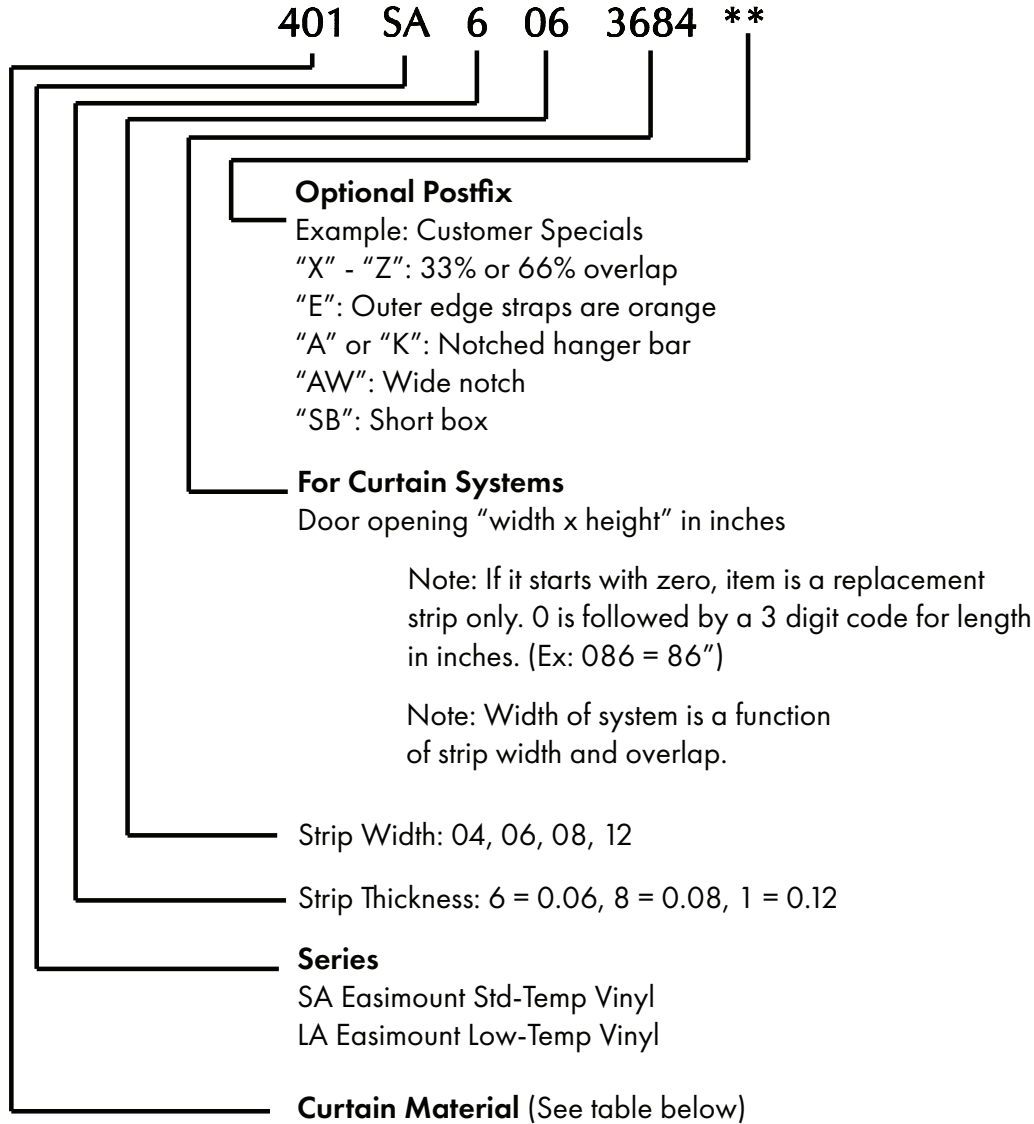 401 SA 6 06 3684 **
Optional Postfix
Example: Customer Specials
“X” - “Z”: 33% or 66% overlap
“E”: Outer edge straps are orange
“A” or “K”: Notched hanger bar
“AW”: Wide notch
“SB”: Short box
For Curtain Systems
Door opening “width x height” in inches
Note: If it starts with zero, item is a replacement
strip only. 0 is followed by a 3 digit code for length
in inches. (Ex: 086 = 86”)
Note: Width of system is a function
of strip width and overlap.
Strip Width: 04, 06, 08, 12
Strip Thickness: 6 = 0.06, 8 = 0.08, 1 = 0.12
Series
SA Easimount Std-Temp Vinyl
LA Easimount Low-Temp Vinyl
Curtain Material (See table below)